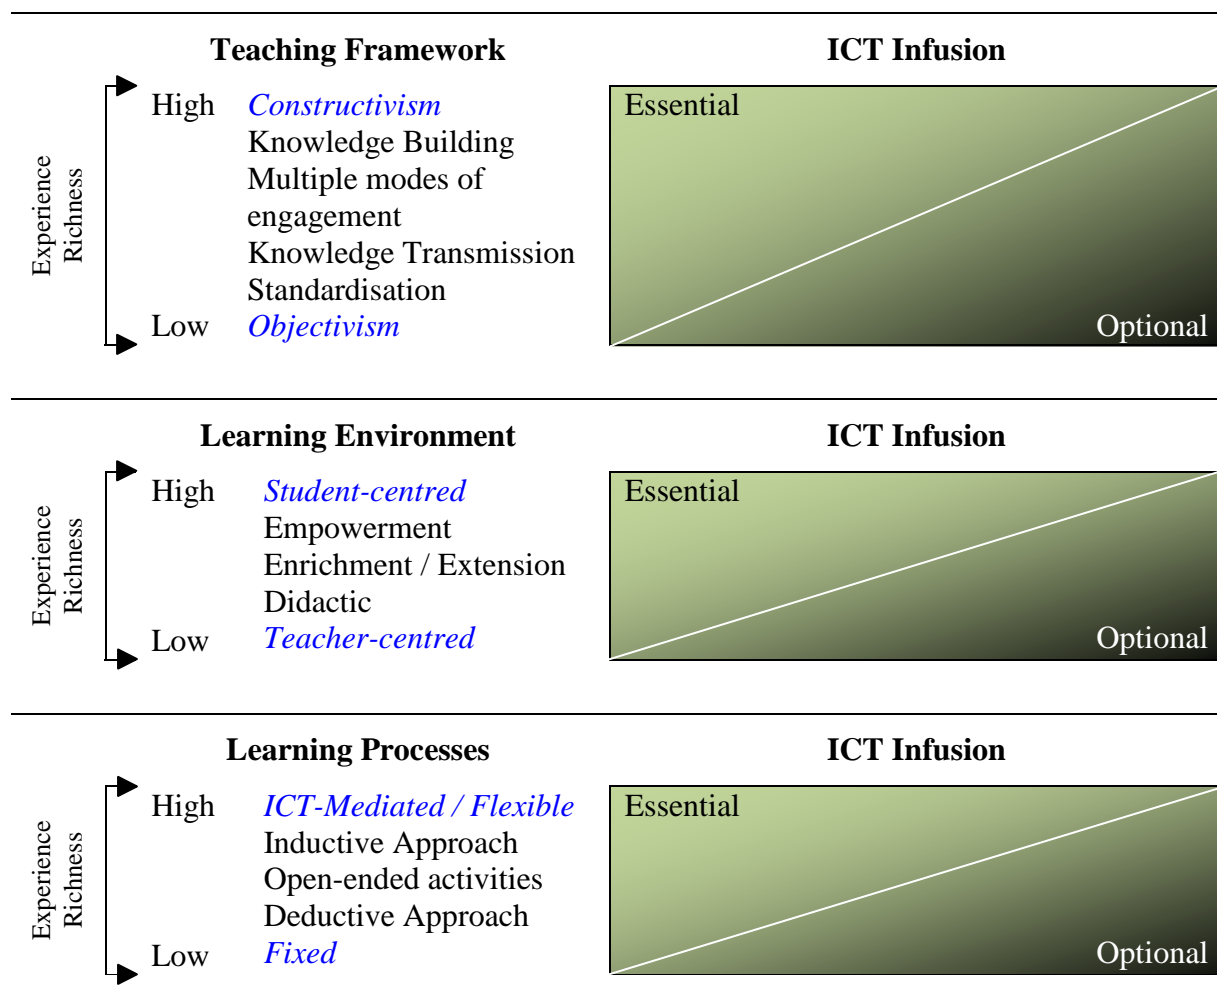 Teaching Framework
ICT Infusion
Experience
Richness
High
Constructivism
Knowledge Building
Multiple modes of
engagement
Knowledge Transmission
Standardisation
Low
Objectivism
Essential
Optional
Learning Environment
ICT Infusion
Experience
Richness
High
Student-centred
Empowerment
Enrichment / Extension
Didactic
Low
Teacher-centred
Essential
Optional
Learning Processes
ICT Infusion
Experience
Richness
High
ICT-Mediated / Flexible
Inductive Approach
Open-ended activities
Deductive Approach
Low
Fixed
Essential
Optional